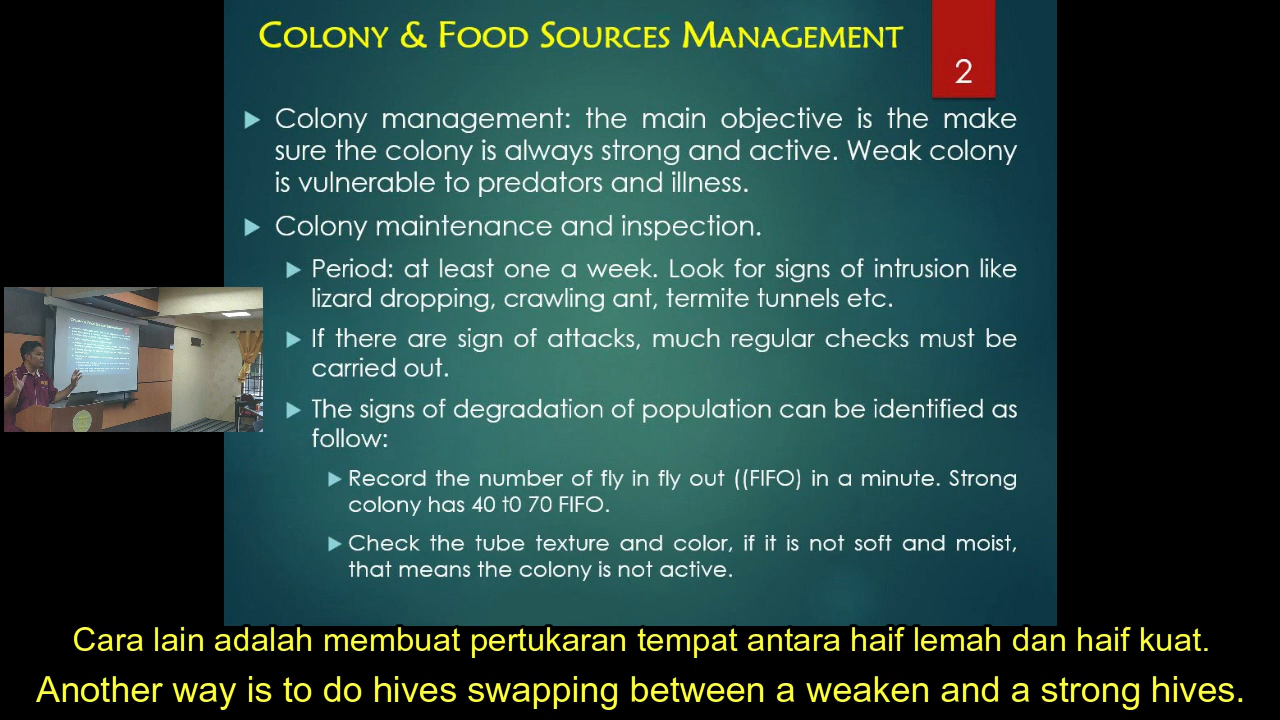 COLONY & FOOD SOURCES MANAGEMENT
2
Colony management: the main objective is the make
sure the colony is always strong and active. Weak colony
is vulnerable to predators and illness.
Colony maintenance and inspection.
Period: at least one a week. Look for signs of intrusion like
lizard dropping, crawling ant, termite tunnels etc.
If there are sign of attacks, much regular checks must be
carried out.
The signs of degradation of population can be identified as
follow:
Record the number of fly in fly out ((FIFO) in a minute. Strong
colony has 40 t0 70 FIFO.
Check the tube texture and color, if it is not soft and moist,
that means the colony is not active.
Cara lain adalah membuat pertukaran tempat antara haif lemah dan haif kuat.
Another way is to do hives swapping between a weaken and a strong hives.